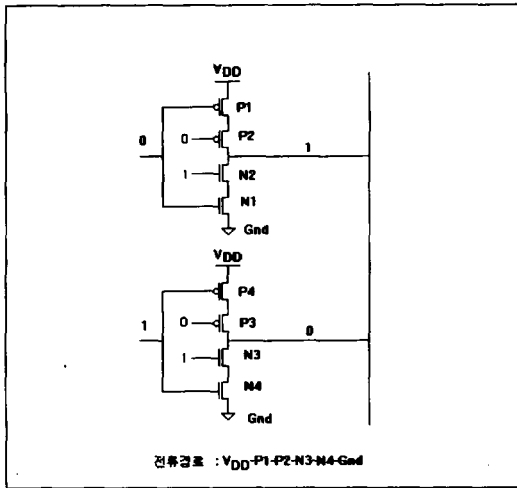 VDD
P1
0
0
P2
1
1
N2
N1
Gnd
VDD
P4
1
0
P3
0
1
N3
N4
Gnd
전류경로 : VDD-P1-P2-N3-N4-Gnd